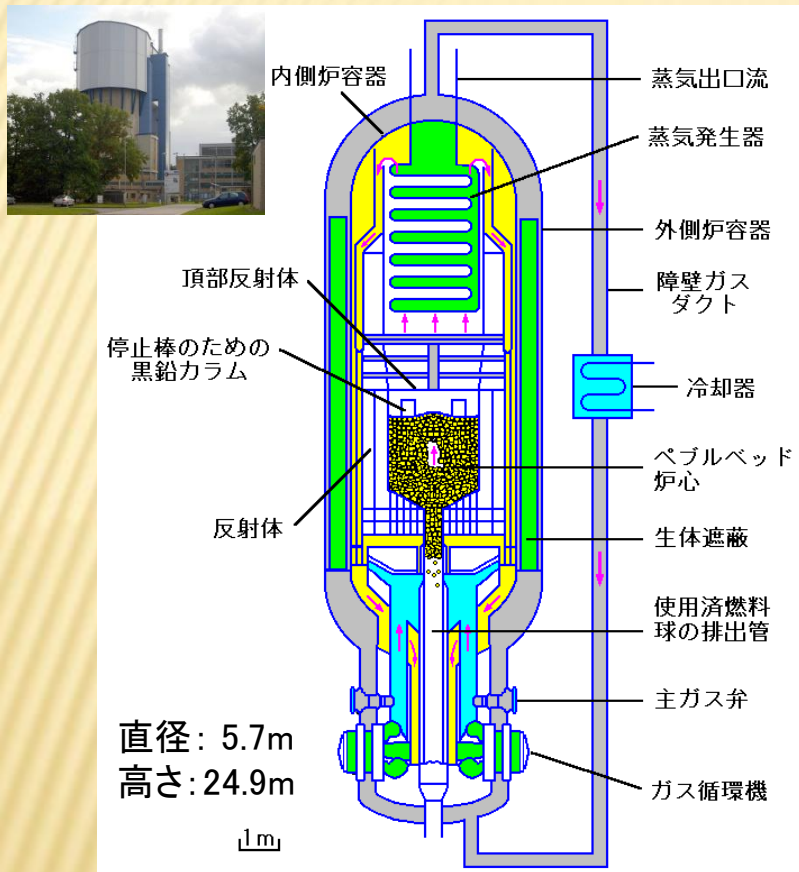 内側炉容器
蒸気出口流
蒸気発生器
外側炉容器
頂部反射体
障壁ガス
ダクト
停止棒のための
黒鉛カラム
冷却器
ペブルベッド
炉心
反射体
生体遮蔽
使用済燃料
球の排出管
主ガス弁
直径: 5.7m
高さ:24.9m
ガス循環機
1m